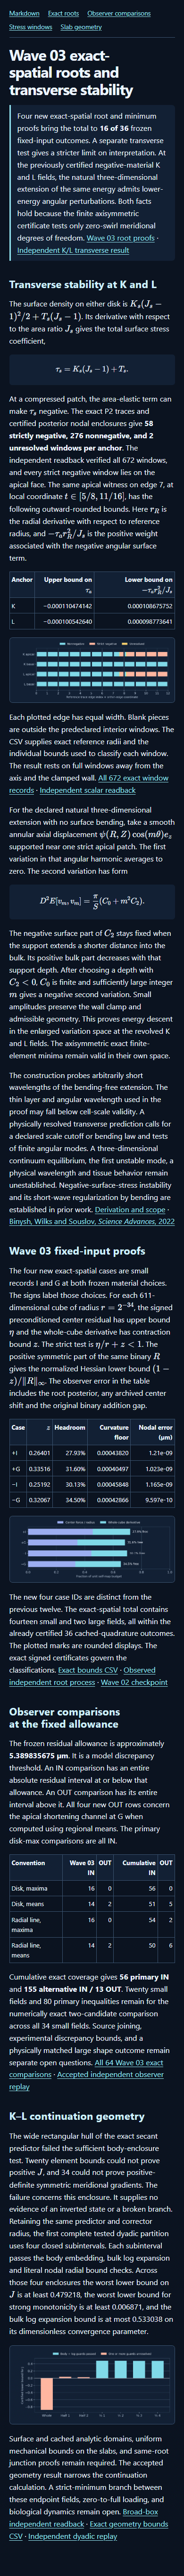 Markdown Exact roots Observer comparisons
Stress windows Slab geometry
Wave 03 exact-
spatial roots and
transverse stability
Four new exact-spatial root and minimum
proofs bring the total to 16 of 36 frozen
fixed-input outcomes. A separate transverse
test gives a stricter limit on interpretation. At
the previously certified negative-material K
and L fields, the natural three-dimensional
extension of the same energy admits lower-
energy angular perturbations. Both facts
hold because the finite axisymmetric
certificate tests only zero-swirl meridional
degrees of freedom. Wave 03 root proofs ·
Independent K/L transverse result
Transverse stability at K and L
The surface density on either disk is K_s(J_s −
1)²/2 + T_s(J_s − 1). Its derivative with respect
to the area ratio J_s gives the total surface stress
coefficient,
τ_s = K_s(J_s − 1) + T_s.
At a compressed patch, the area-elastic term can
make τ_s negative. The exact P2 traces and
certified posterior nodal enclosures give 58
strictly negative, 276 nonnegative, and 2
unresolved windows per anchor. The independent
readback verified all 672 windows,
and every strict negative window lies on the
apical face. The same apical witness on edge 7, at
local coordinate t ∈ [5/8, 11/16], has the
following outward-rounded bounds. Here r_R is
the radial derivative with respect to reference
radius, and −τ_s r_R²/J_s is the positive weight
associated with the negative angular surface
term.
Anchor Upper bound on τ_s Lower bound on −τ_s r_R²/J_s
K −0.000110474142 0.000108675752
L −0.000100542640 0.000098773641
Each plotted edge has equal width. Blank pieces
are outside the predeclared interior windows. The
CSV supplies exact reference radii and the
individual bounds used to classify each window.
The result rests on full windows away from the
axis and the clamped wall. All 672 exact window
records · Independent scalar readback
For the declared natural three-dimensional
extension with no surface bending, take a smooth
annular axial displacement ψ(R, Z) cos(mθ)e_z
supported near one strict apical patch. The first
variation in that angular harmonic averages to
zero. The second variation has form
D²E[v_m, v_m] = π/S (C₀ + m²C₂).
The negative surface part of C₂ stays fixed when
the support extends a shorter distance into the
bulk. Its positive bulk part decreases with that
support depth. After choosing a depth with
C₂ < 0, C₀ is finite and sufficiently large integer
m gives a negative second variation. Small
amplitudes preserve the wall clamp and
admissible geometry. This proves energy descent
in the enlarged variation space at the revolved K
and L fields. The axisymmetric exact finite-
element minima remain valid in their own space.
The construction probes arbitrarily short
wavelengths of the bending-free extension. The
thin layer and angular wavelength used in the
proof may fall below cell-scale validity. A
physically resolved transverse prediction calls for
a declared scale cutoff or bending law and tests
of finite angular modes. A three-dimensional
continuum equilibrium, the first unstable mode, a
physical wavelength and tissue behavior remain
unestablished. Negative-surface-stress instability
and its short-wave regularization by bending are
established in prior work. Derivation and scope ·
Binysh, Wilks and Souslov, Science Advances, 2022
Wave 03 fixed-input proofs
The four new exact-spatial cases are small
records I and G at both frozen material choices.
The signs label those choices. For each 611-
dimensional cube of radius r = 2⁻³⁴, the signed
preconditioned center residual has upper bound
η and the whole-cube derivative has contraction
bound z. The strict test is η/r + z < 1. The
positive symmetric part of the same binary R
gives the normalized Hessian lower bound (1 −
z)/‖R‖∞. The observer error in the table
includes the root posterior, any archived center
shift and the original binary addition gap.
Case z Headroom Curvature floor Nodal error (μm)
+I 0.26401 27.93% 0.00043820 1.21e-09
+G 0.33516 31.60% 0.00040497 1.023e-09
−I 0.25192 30.13% 0.00045848 1.165e-09
−G 0.32067 34.50% 0.00042866 9.597e-10
The new four case IDs are distinct from the
previous twelve. The exact-spatial total contains
fourteen small and two large fields, all within the
already certified 36 cached-quadrature outcomes.
The plotted marks are rounded displays. The
exact signed certificates govern the
classifications. Exact bounds CSV · Observed
independent root process · Wave 02 checkpoint
Observer comparisons
at the fixed allowance
The frozen residual allowance is approximately
5.389835675 μm. It is a model discrepancy
threshold. An IN comparison has an entire
absolute residual interval at or below that
allowance. An OUT comparison has its entire
interval above it. All four new OUT rows concern
the apical shortening channel at G when
computed using regional means. The primary
disk-max comparisons are all IN.
Convention Wave 03 IN OUT Cumulative IN OUT
Disk, maxima 16 0 56 0
Disk, means 14 2 51 5
Radial line, maxima 16 0 54 2
Radial line, means 14 2 50 6
Cumulative exact coverage gives 56 primary IN
and 155 alternative IN / 13 OUT. Twenty small
fields and 80 primary inequalities remain for the
numerically exact two-candidate comparison
across all 34 small fields. Source joining,
experimental discrepancy bounds, and a
physically matched large shape outcome remain
separate open questions. All 64 Wave 03 exact
comparisons · Accepted independent observer
replay
K–L continuation geometry
The wide rectangular hull of the exact secant
predictor failed the sufficient body-enclosure
test. Twenty element bounds could not prove
positive J, and 34 could not prove positive-
definite symmetric meridional gradients. The
failure concerns this enclosure. It supplies no
evidence of an inverted state or a broken branch.
Retaining the same predictor and corrector
radius, the first complete tested dyadic partition
uses four closed subintervals. Each subinterval
passes the body embedding, bulk log expansion
and literal nodal radial bound checks. Across
those four enclosures the worst lower bound on
J is at least 0.479218, the worst lower bound for
strong monotonicity is at least 0.006871, and the
bulk log expansion bound is at most 0.533038 on
its dimensionless convergence parameter.
Surface and cached analytic domains, uniform
mechanical bounds on the slabs, and same-root
junction proofs remain required. The accepted
geometry result narrows the continuation
calculation. A strict-minimum branch between
these endpoint fields, zero-to-full loading, and
biological dynamics remain open. Broad-box
independent readback · Exact geometry bounds
CSV · Independent dyadic replay